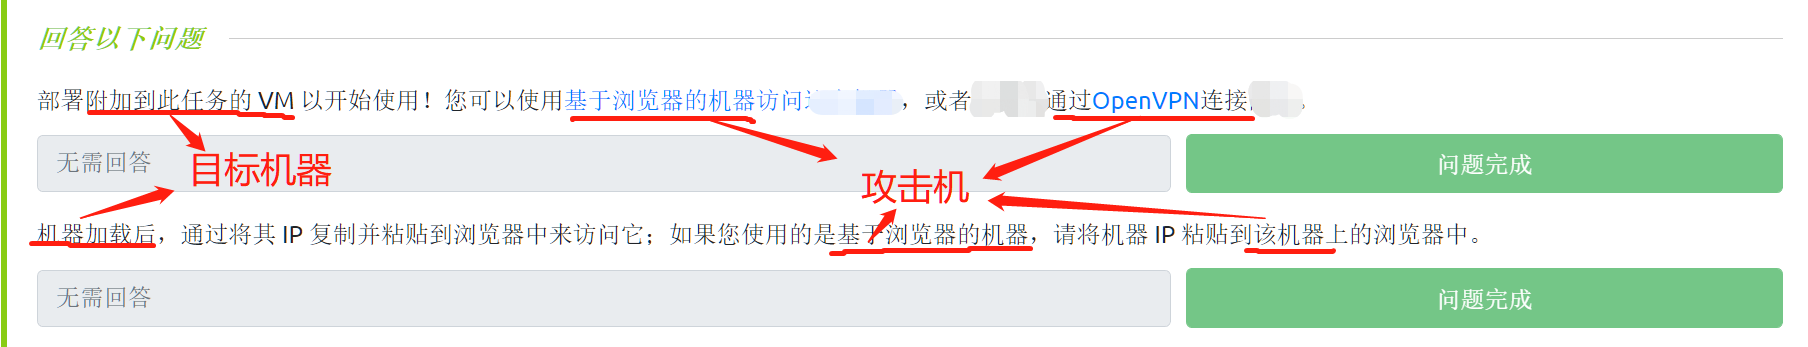 回答以下问题
部署附加到此任务的 VM 以开始使用！您可以使用基于浏览器的机器访问，或者通过OpenVPN连接。
无需回答
目标机器
攻击机
问题完成
机器加载后，通过将其 IP 复制并粘贴到浏览器中来访问它；如果您使用的是基于浏览器的机器，请将机器 IP 粘贴到该机器上的浏览器中。
无需回答
问题完成